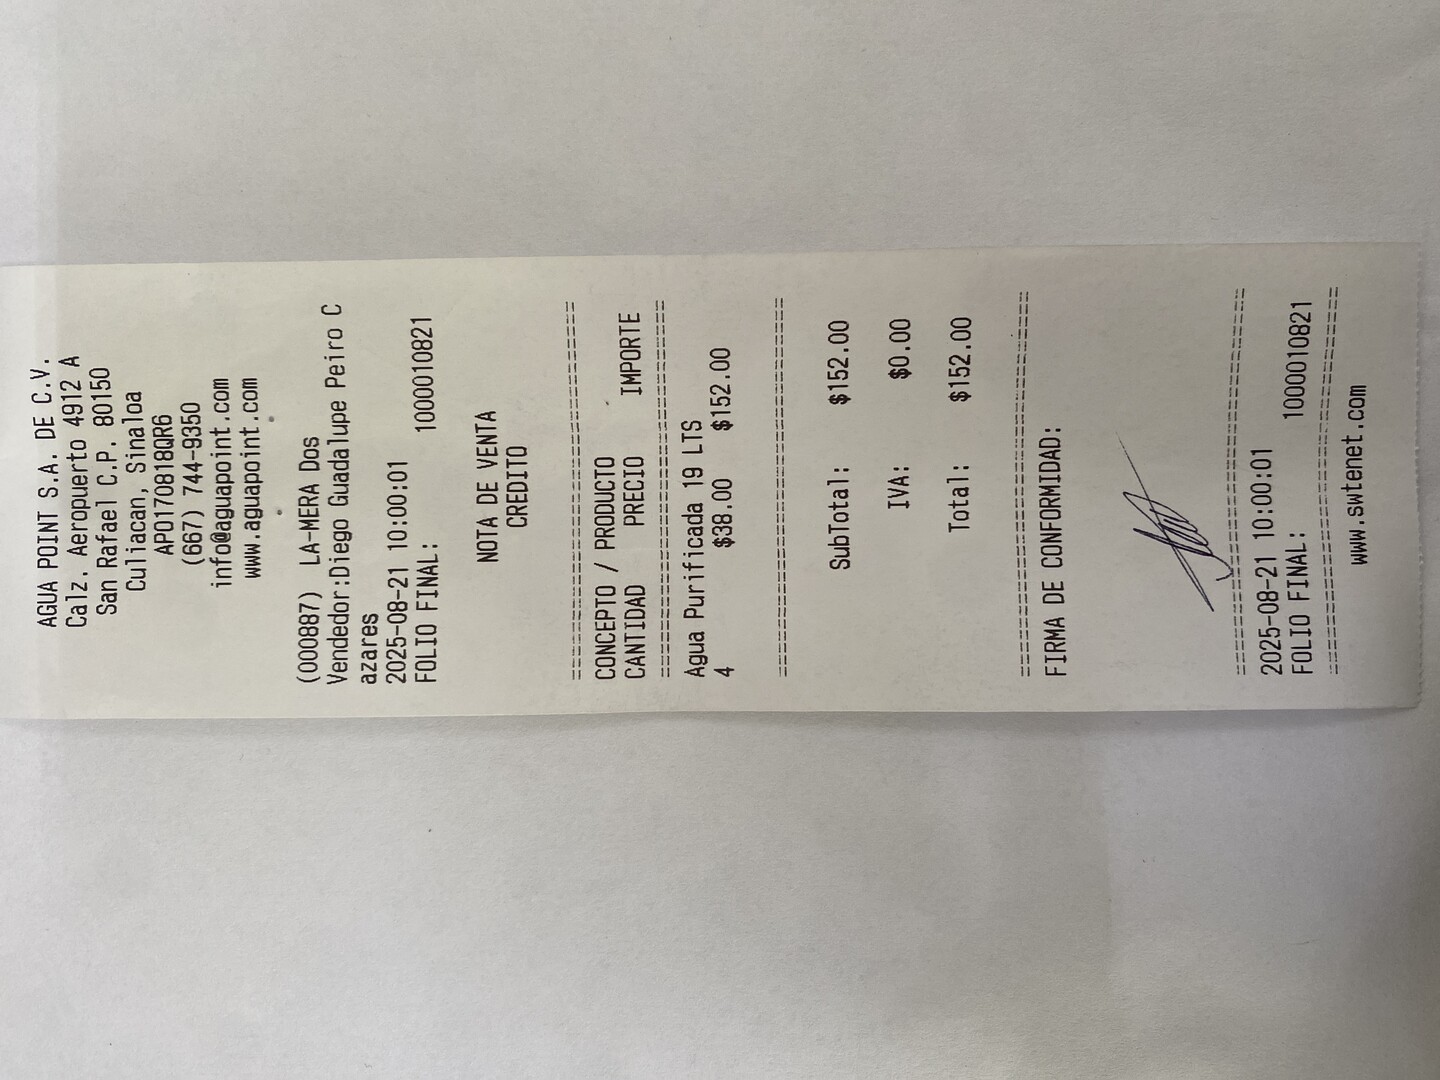 AGUA POINT S.A. DE C.V.
Calz. Aeropuerto 4912 A
San Rafael C.P. 80150
Culiacan, Sinaloa
APO170818QR6
(667) 744-9350
info@aguapoint.com
www.aguapoint.com
(000887) LA-MERA Dos
Vendedor:Diego Guadalupe Peiro C
azares
2025-08-21 10:00:01
FOLIO FINAL: 1000010821
NOTA DE VENTA
CREDITO
================================
CONCEPTO / PRODUCTO
CANTIDAD PRECIO IMPORTE
================================
Agua Purificada 19 LTS
4 $38.00 $152.00
================================
SubTotal: $152.00
IVA: $0.00
Total: $152.00
================================
FIRMA DE CONFORMIDAD:
================================
2025-08-21 10:00:01
FOLIO FINAL: 1000010821
================================
www.swtenet.com